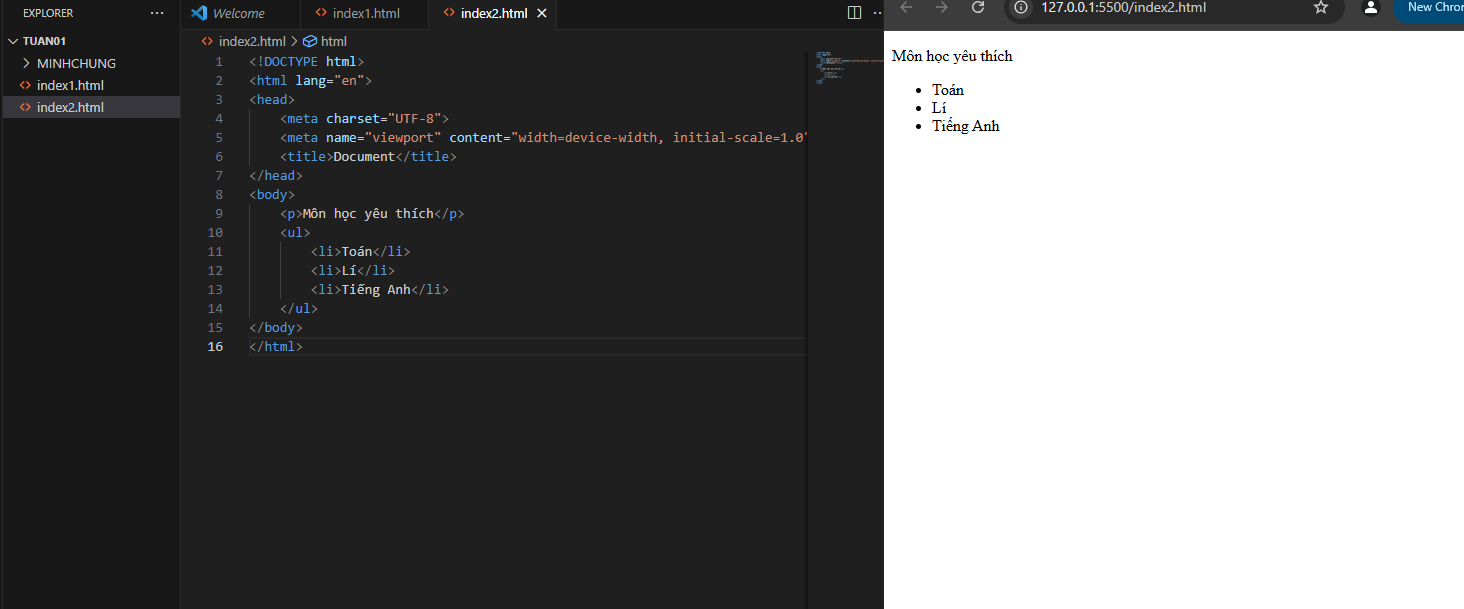 EXPLORER ...
TUAN01
MINHCHUNG
index1.html
index2.html
Welcome
index1.html
index2.html
index2.html > html
1 <!DOCTYPE html>
2 <html lang="en">
3 <head>
4 <meta charset="UTF-8">
5 <meta name="viewport" content="width=device-width, initial-scale=1.0"
6 <title>Document</title>
7 </head>
8 <body>
9 <p>Môn học yêu thích</p>
10 <ul>
11 <li>Toán</li>
12 <li>Lí</li>
13 <li>Tiếng Anh</li>
14 </ul>
15 </body>
16 </html>
127.0.0.1:5500/index2.html
New Chror
Môn học yêu thích
• Toán
• Lí
• Tiếng Anh